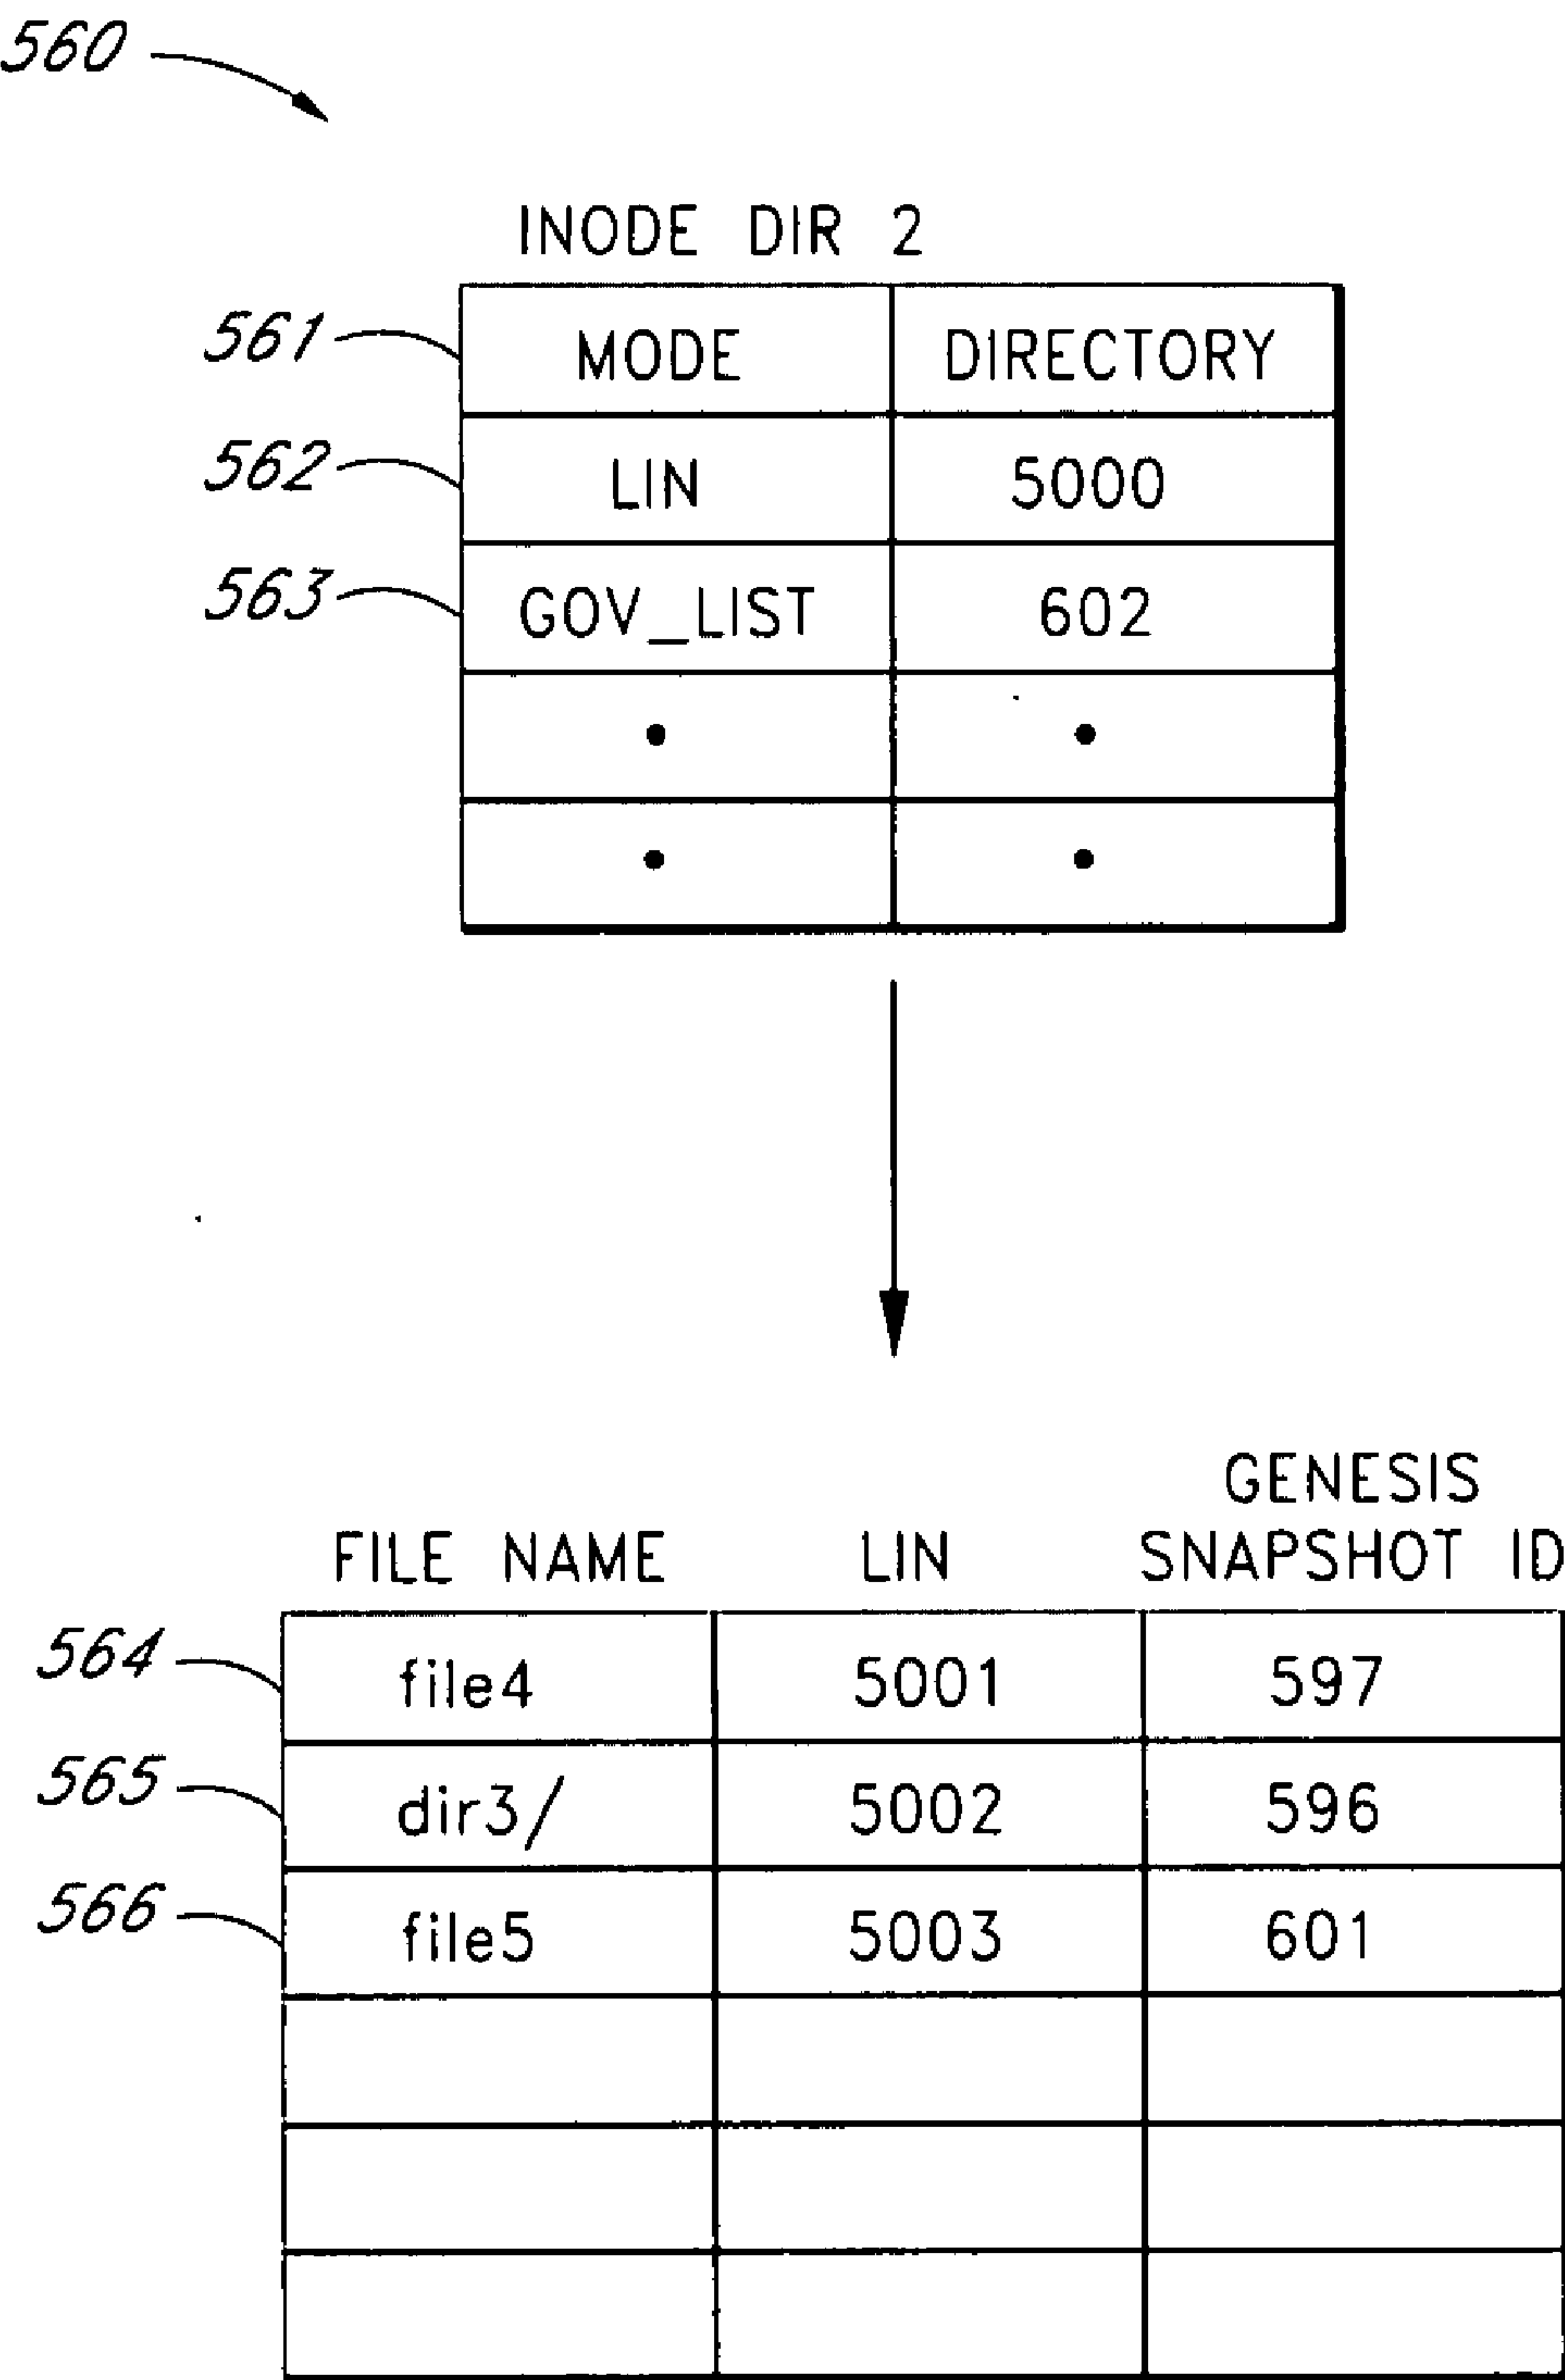 560
INODE DIR 2
561 MODE DIRECTORY
562 LIN 5000
563 GOV_LIST 602
GENESIS
FILE NAME LIN SNAPSHOT ID
564 file4 5001 597
565 dir3/ 5002 596
566 file5 5003 601